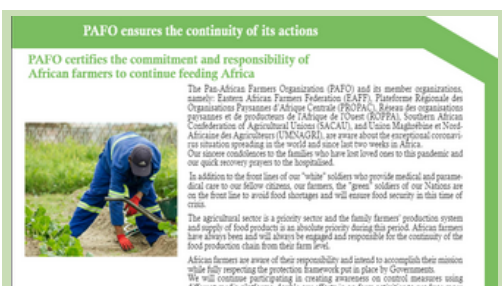 PAFO ensures the continuity of its actions
PAFO certifies the commitment and responsibility of
African farmers to continue feeding Africa
The Pan-African Farmers Organization (PAFO) and its member organizations,
namely: Eastern African Farmers Federation (EAFF), Plateforme Régionale des
Organisations Paysannes d'Afrique Centrale (PROPAC), Réseau des organisations
paysannes et de producteurs de l'Afrique de l'Ouest (ROPPA), Southern African
Confederation of Agricultural Unions (SACAU), and Union Maghrébine et Nord-
Africaine des Agriculteurs (UMNAGRI), are aware about the exceptional coronavi-
rus situation spreading in the world and since last two weeks in Africa.
Our sincere condolences to the families who have lost loved ones to this pandemic and
our quick recovery prayers to the hospitalised.
In addition to the front lines of our "white" soldiers who provide medical and parame-
dical care to our fellow citizens, our farmers, the "green" soldiers of our Nations are
on the front line to avoid food shortages and will ensure food security in this time of
crisis.
The agricultural sector is a priority sector and the family farmers' production system
and supply of food products is an absolute priority during this period. African farmers
have always been and will always be engaged and responsible for the continuity of the
food production chain from their farm level.
African farmers are aware of their responsibility and intend to accomplish their mission
while fully respecting the protection framework put in place by Governments.
We will continue participating in creating awareness on control measures using